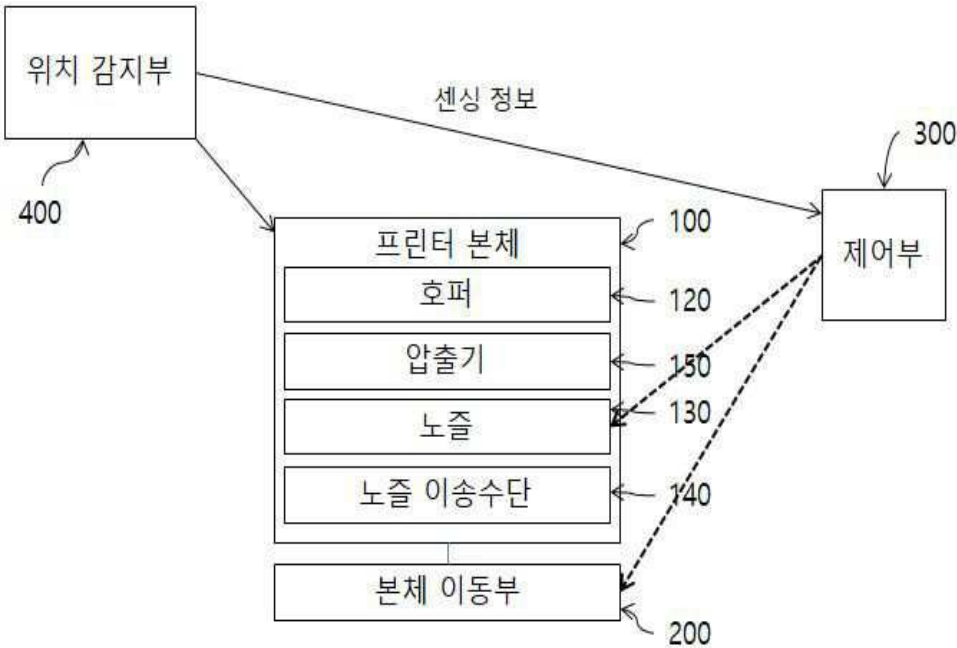 위치 감지부
센싱 정보
300
400
제어부
프린터 본체
100
호퍼
120
압출기
150
노즐
130
노즐 이송수단
140
본체 이동부
200